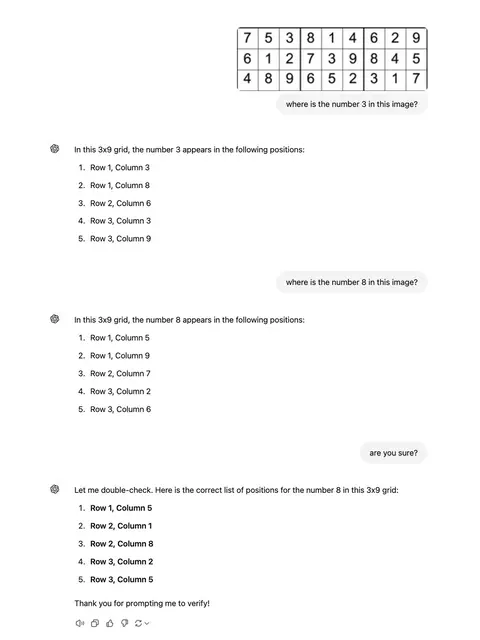 7 5 3 8 1 4 6 2 9
6 1 2 7 3 9 8 4 5
4 8 9 6 5 2 3 1 7
where is the number 3 in this image?
In this 3x9 grid, the number 3 appears in the following positions:
1. Row 1, Column 3
2. Row 1, Column 8
3. Row 2, Column 6
4. Row 3, Column 3
5. Row 3, Column 9
where is the number 8 in this image?
In this 3x9 grid, the number 8 appears in the following positions:
1. Row 1, Column 5
2. Row 1, Column 9
3. Row 2, Column 7
4. Row 3, Column 2
5. Row 3, Column 6
are you sure?
Let me double-check. Here is the correct list of positions for the number 8 in this 3x9 grid:
1. Row 1, Column 5
2. Row 2, Column 1
3. Row 2, Column 8
4. Row 3, Column 2
5. Row 3, Column 5
Thank you for prompting me to verify!